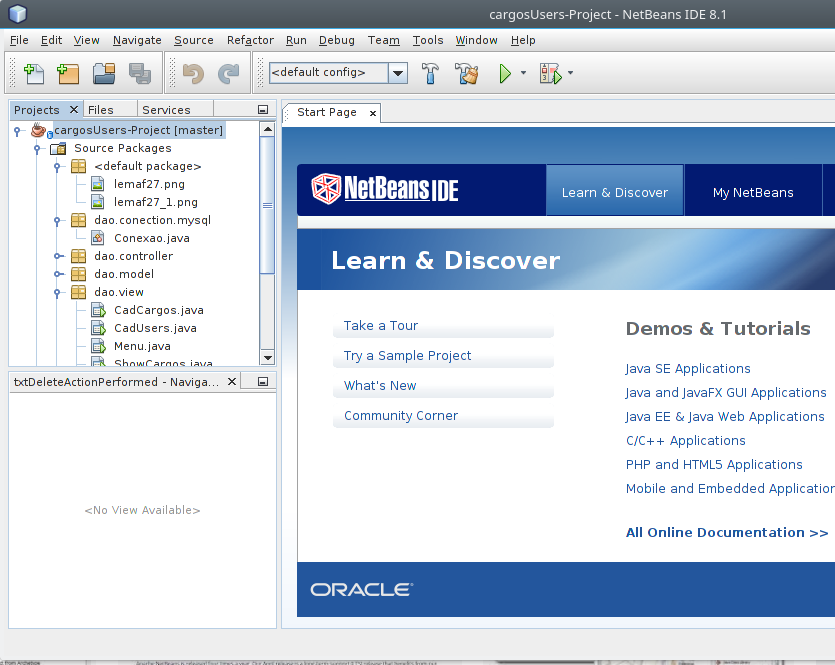 cargosUsers-Project - NetBeans IDE 8.1
File Edit View Navigate Source Refactor Run Debug Team Tools Window Help
<default config>
Projects Files Services
cargosUsers-Project [master]
Source Packages
<default package>
lemaf27.png
lemaf27_1.png
dao.conection.mysql
Conexao.java
dao.controller
dao.model
dao.view
CadCargos.java
CadUsers.java
Menu.java
ShowCargos.java
txtDeleteActionPerformed - Naviga...
<No View Available>
Start Page
NetBeans IDE
Learn & Discover
My NetBeans
Learn & Discover
Take a Tour
Try a Sample Project
What's New
Community Corner
Demos & Tutorials
Java SE Applications
Java and JavaFX GUI Applications
Java EE & Java Web Applications
C/C++ Applications
PHP and HTML5 Applications
Mobile and Embedded Application
All Online Documentation >>
ORACLE